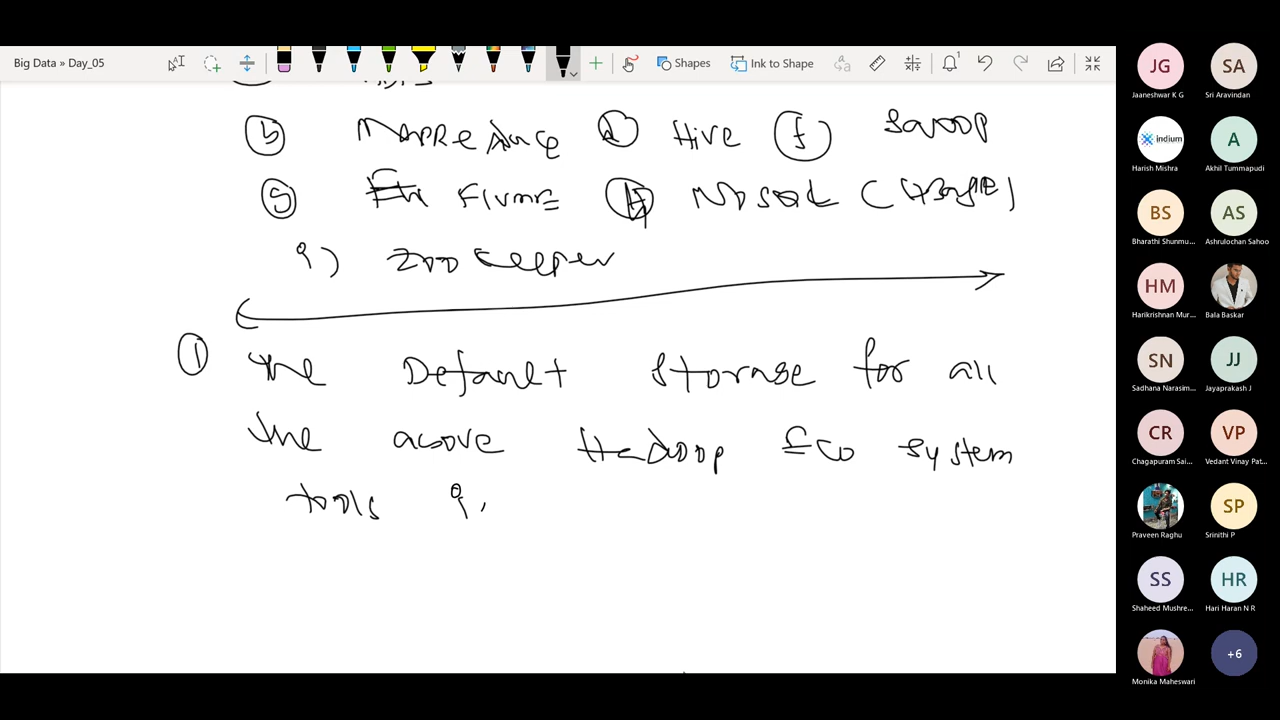 Big Data » Day_05
Shapes
Ink to Shape
MapReduce Hive f Sqoop
g Flume h NoSQL (HBase)
i) Zookeeper
1 The Default Storage for all
the above Hadoop Eco System
tools i
JG
Jaaneshwar K G
SA
Sri Aravindan
indium
Harish Mishra
A
Akhil Tummapudi
BS
Bharathi Shunmu...
AS
Ashrulochan Sahoo
HM
Harikrishnan Mur...
Bala Baskar
SN
Sadhana Narasim...
JJ
Jayaprakash J
CR
Chagapuram Sai...
VP
Vedant Vinay Pat...
Praveen Raghu
SP
Srinithi P
SS
Shaheed Mushre...
HR
Hari Haran N R
Monika Maheswari
+6